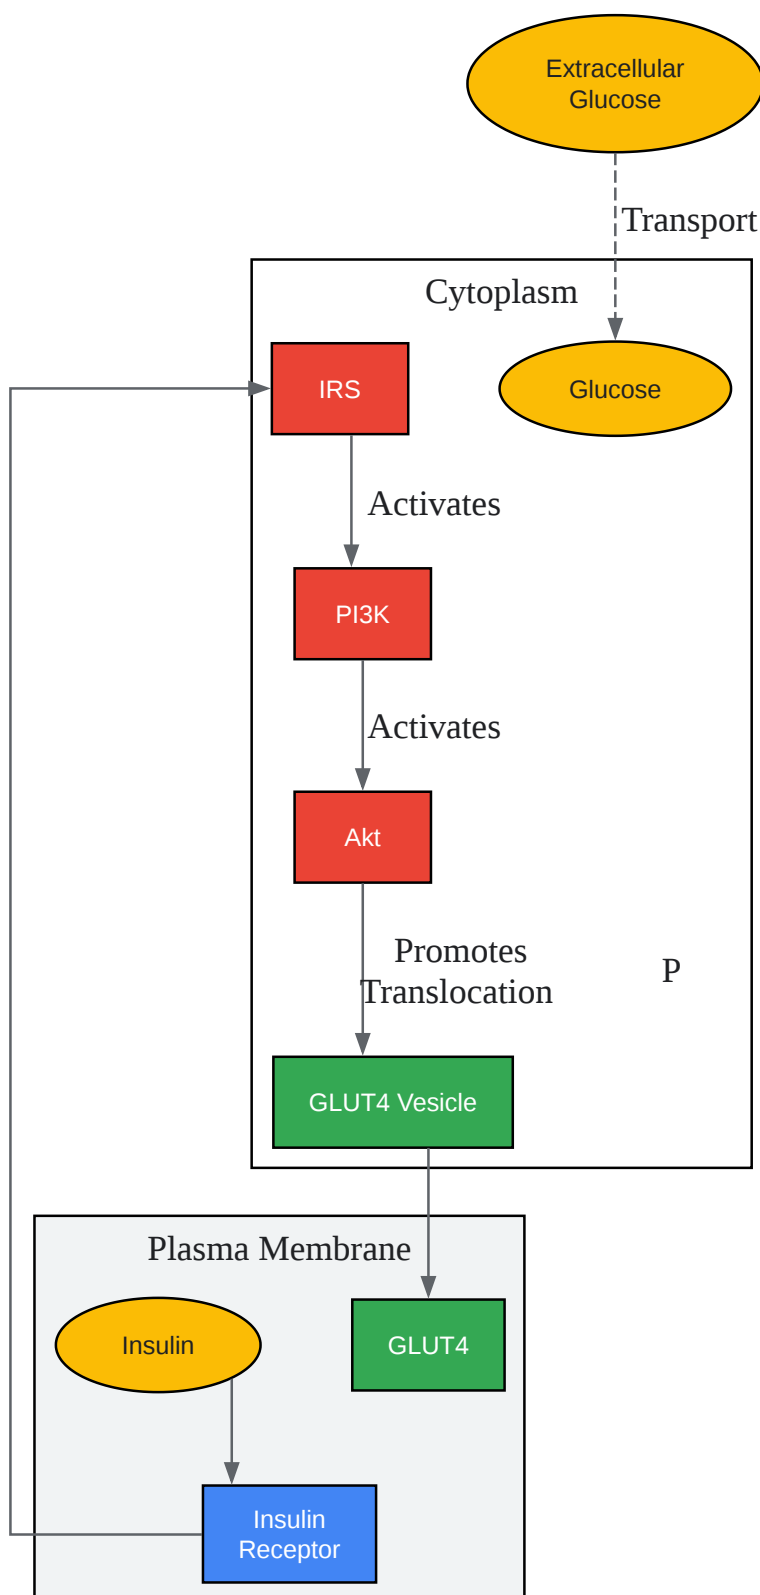 Extracellular
Glucose
Transport
Cytoplasm
IRS
Glucose
Activates
PI3K
Activates
Akt
Promotes
Translocation
P
GLUT4 Vesicle
Plasma Membrane
Insulin
GLUT4
Insulin
Receptor